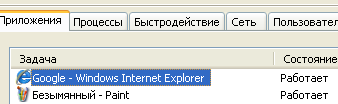 Приложения Процессы Быстродействие Сеть Пользовател
Задача Состояние
Google - Windows Internet Explorer Работает
Безымянный - Paint Работает